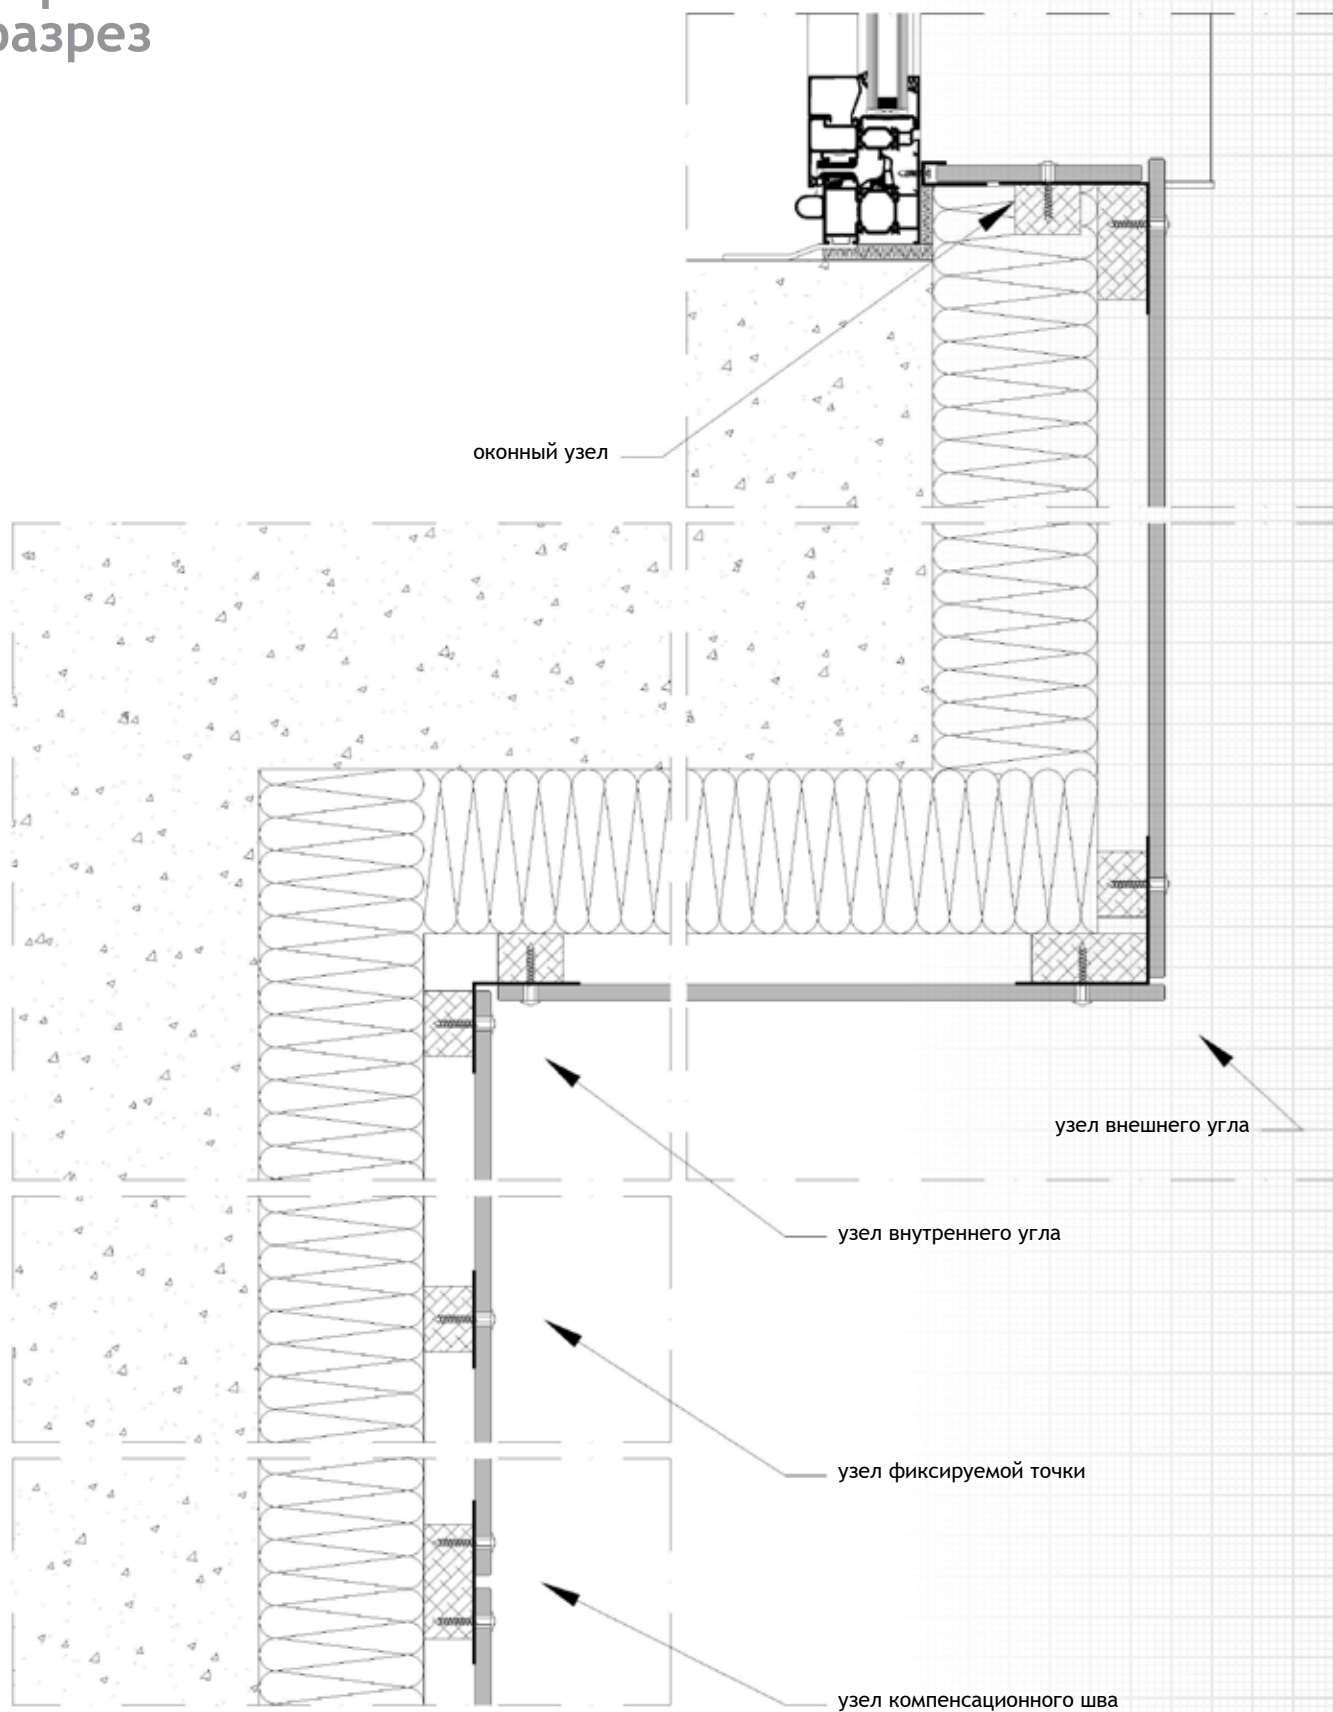 разрез
оконный узел
узел внешнего угла
узел внутреннего угла
узел фиксируемой точки
узел компенсационного шва